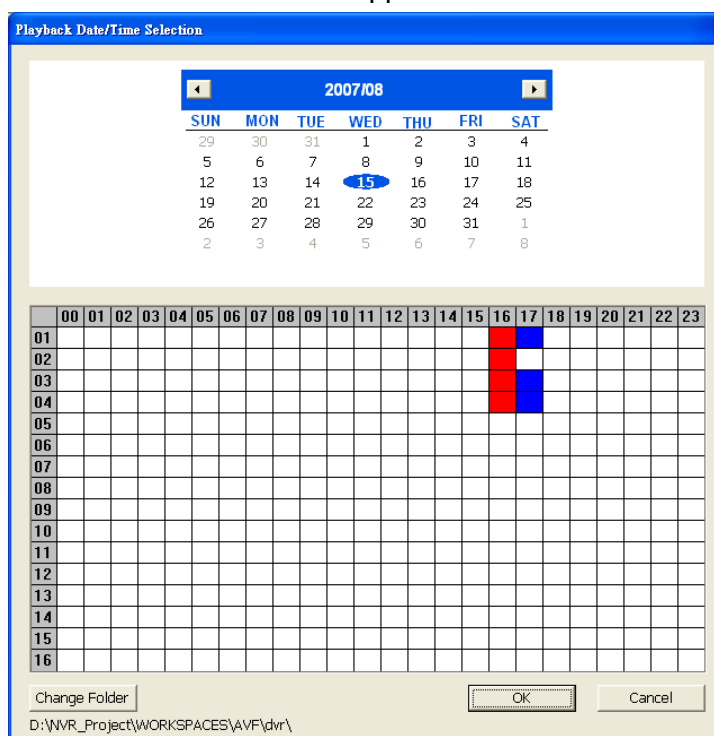 Playback Date/Time Selection
2007/08
SUN MON TUE WED THU FRI SAT
29 30 31 1 2 3 4
5 6 7 8 9 10 11
12 13 14 15 16 17 18
19 20 21 22 23 24 25
26 27 28 29 30 31 1
2 3 4 5 6 7 8
00 01 02 03 04 05 06 07 08 09 10 11 12 13 14 15 16 17 18 19 20 21 22 23
01
02
03
04
05
06
07
08
09
10
11
12
13
14
15
16
Change Folder OK Cancel
D:\NVR_Project\WORKSPACES\AVF\dvr\